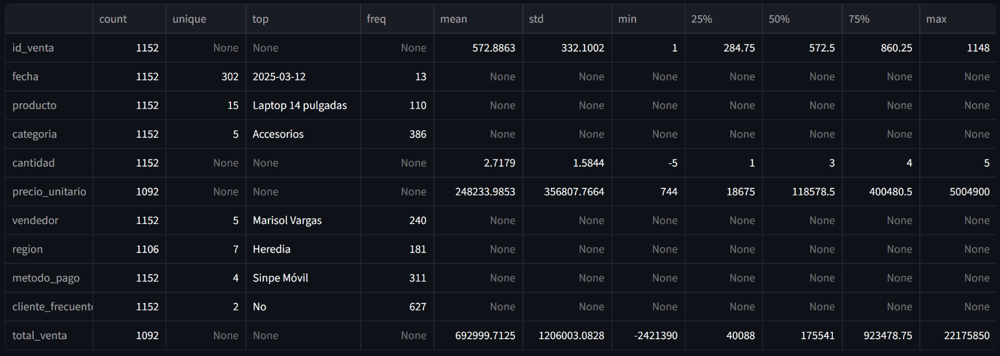 count unique top freq mean std min 25% 50% 75% max
id_venta 1152 None None None 572.8863 332.1002 1 284.75 572.5 860.25 1148
fecha 1152 302 2025-03-12 13 None None None None None None None
producto 1152 15 Laptop 14 pulgadas 110 None None None None None None None
categoria 1152 5 Accesorios 386 None None None None None None None
cantidad 1152 None None None 2.7179 1.5844 -5 1 3 4 5
precio_unitario 1092 None None None 248233.9853 356807.7664 744 18675 118578.5 400480.5 5004900
vendedor 1152 5 Marisol Vargas 240 None None None None None None None
region 1106 7 Heredia 181 None None None None None None None
metodo_pago 1152 4 Sinpe Móvil 311 None None None None None None None
cliente_frecuente 1152 2 No 627 None None None None None None None
total_venta 1092 None None None 692999.7125 1206003.0828 -2421390 40088 175541 923478.75 22175850